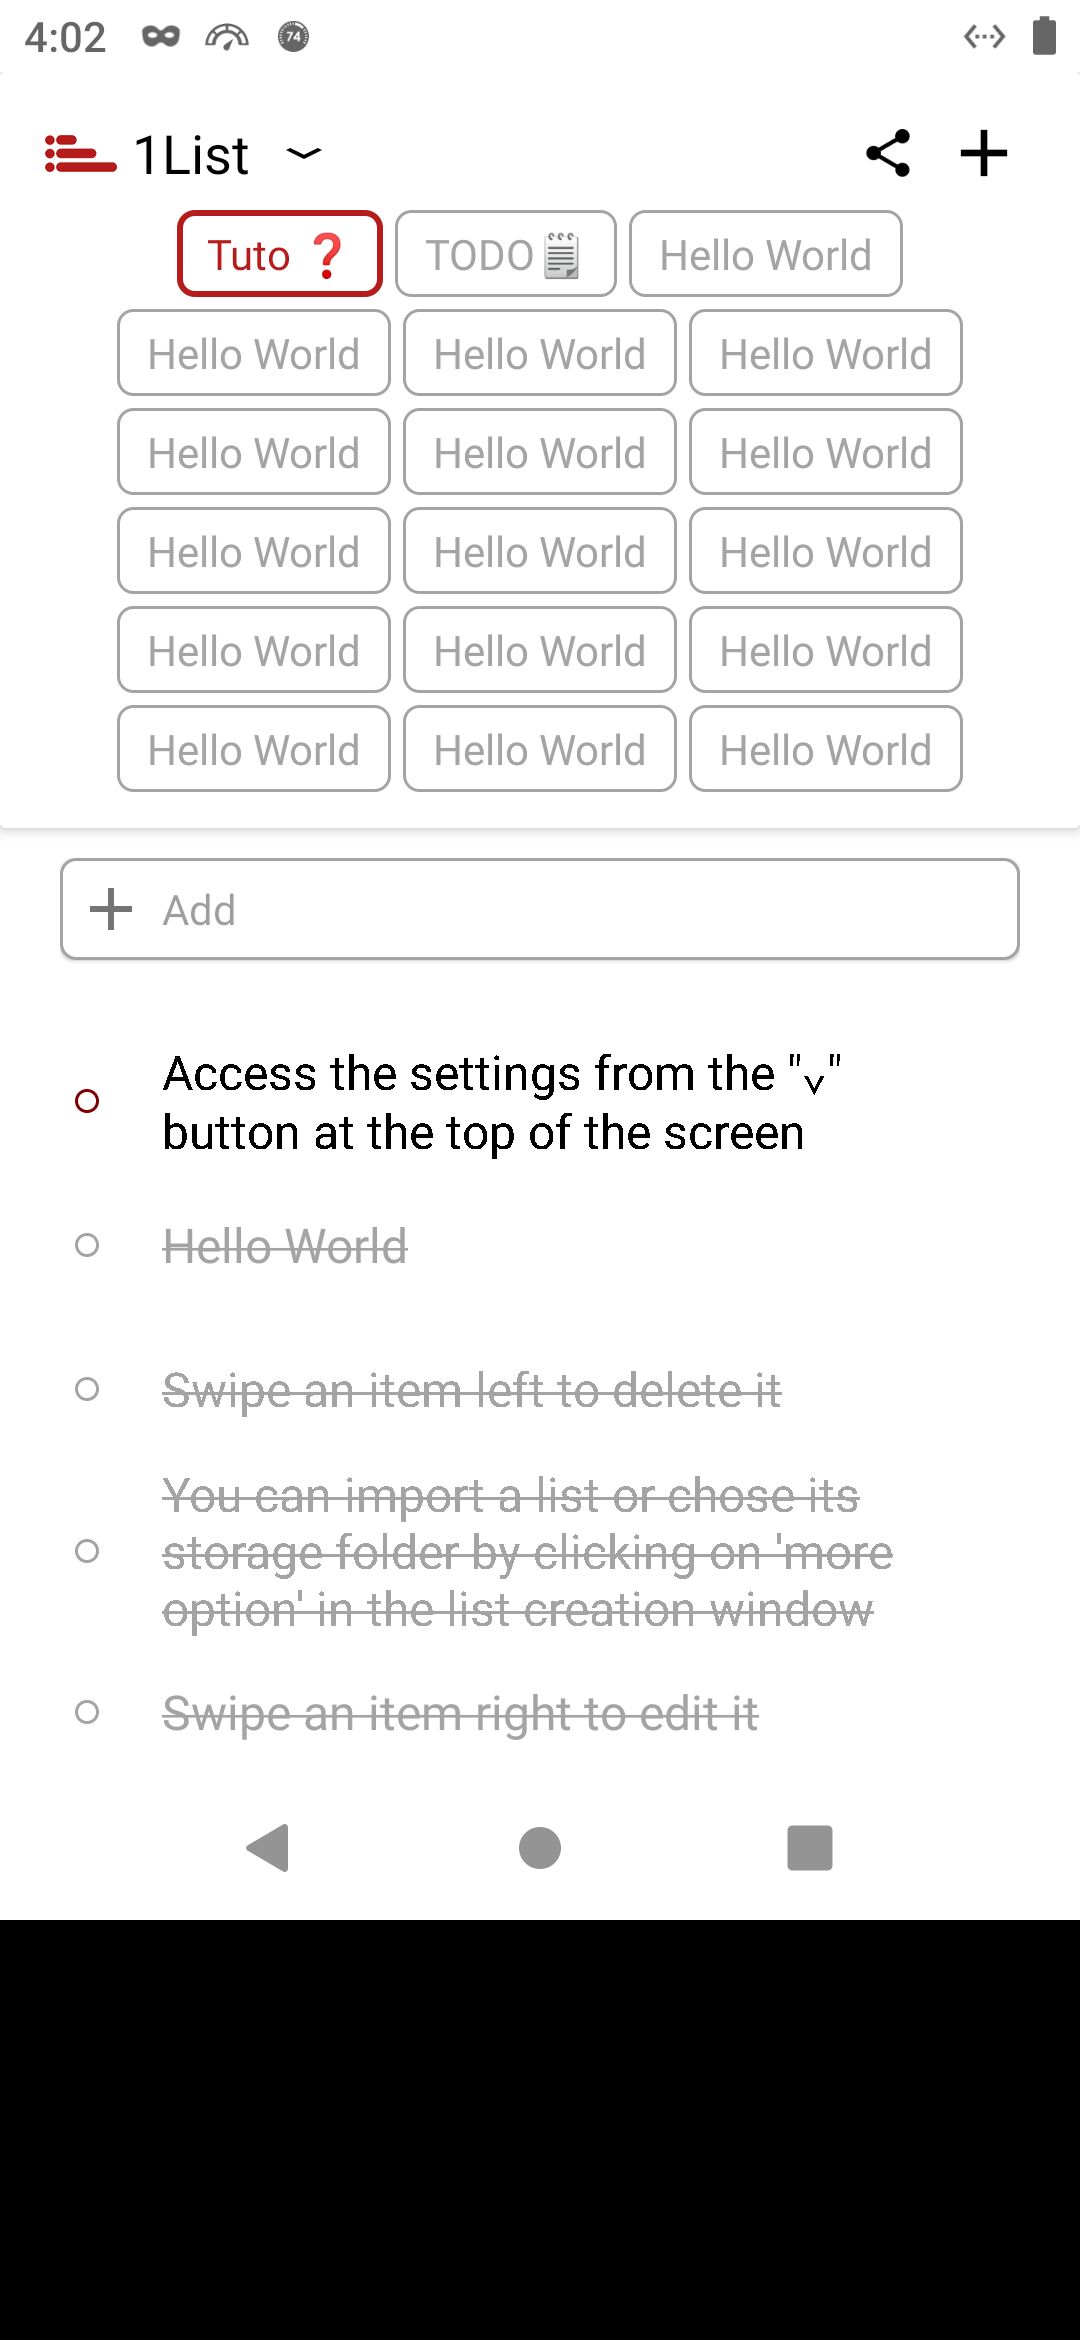 4:02 74
1List
Tuto ❓ TODO🗒 Hello World
Hello World Hello World Hello World
Hello World Hello World Hello World
Hello World Hello World Hello World
Hello World Hello World Hello World
Hello World Hello World Hello World
Add
Access the settings from the "˅"
button at the top of the screen
Hello World
Swipe an item left to delete it
You can import a list or chose its
storage folder by clicking on 'more
option' in the list creation window
Swipe an item right to edit it